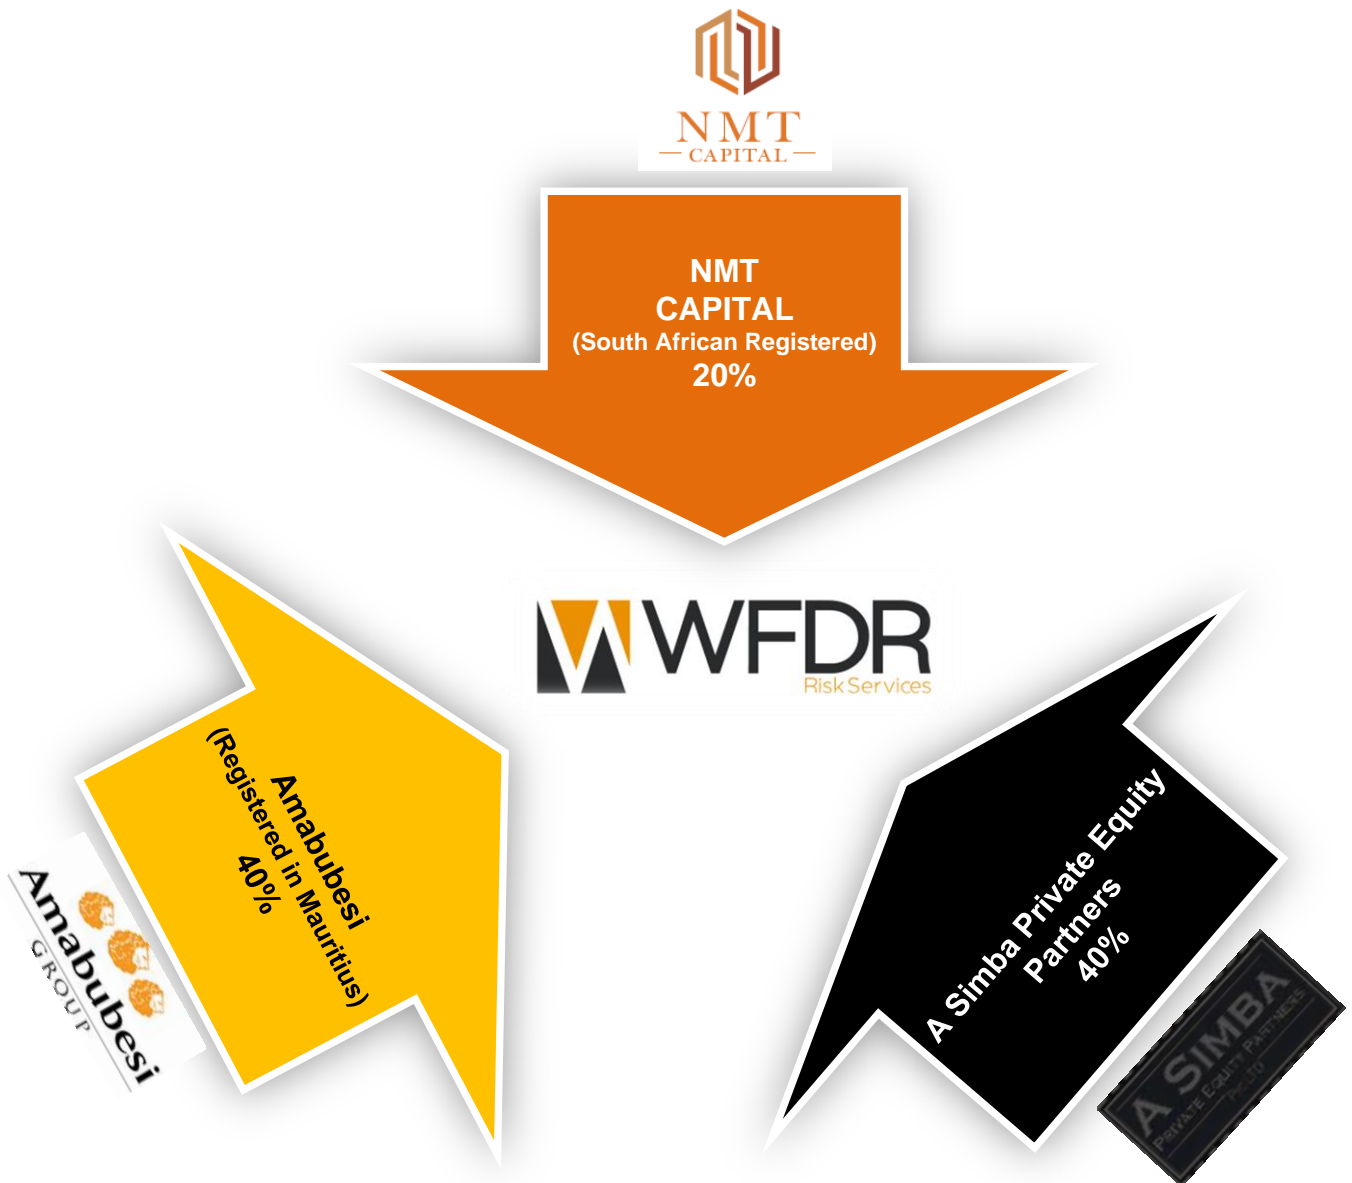 NMT
CAPITAL
NMT
CAPITAL
(South African Registered)
20%
WFDR
Risk Services
Amabubesi
(Registered in Mauritius)
40%
Amabubesi
GROUP
A Simba Private Equity
Partners
40%
A SIMBA
PRIVATE EQUITY PARTNERS